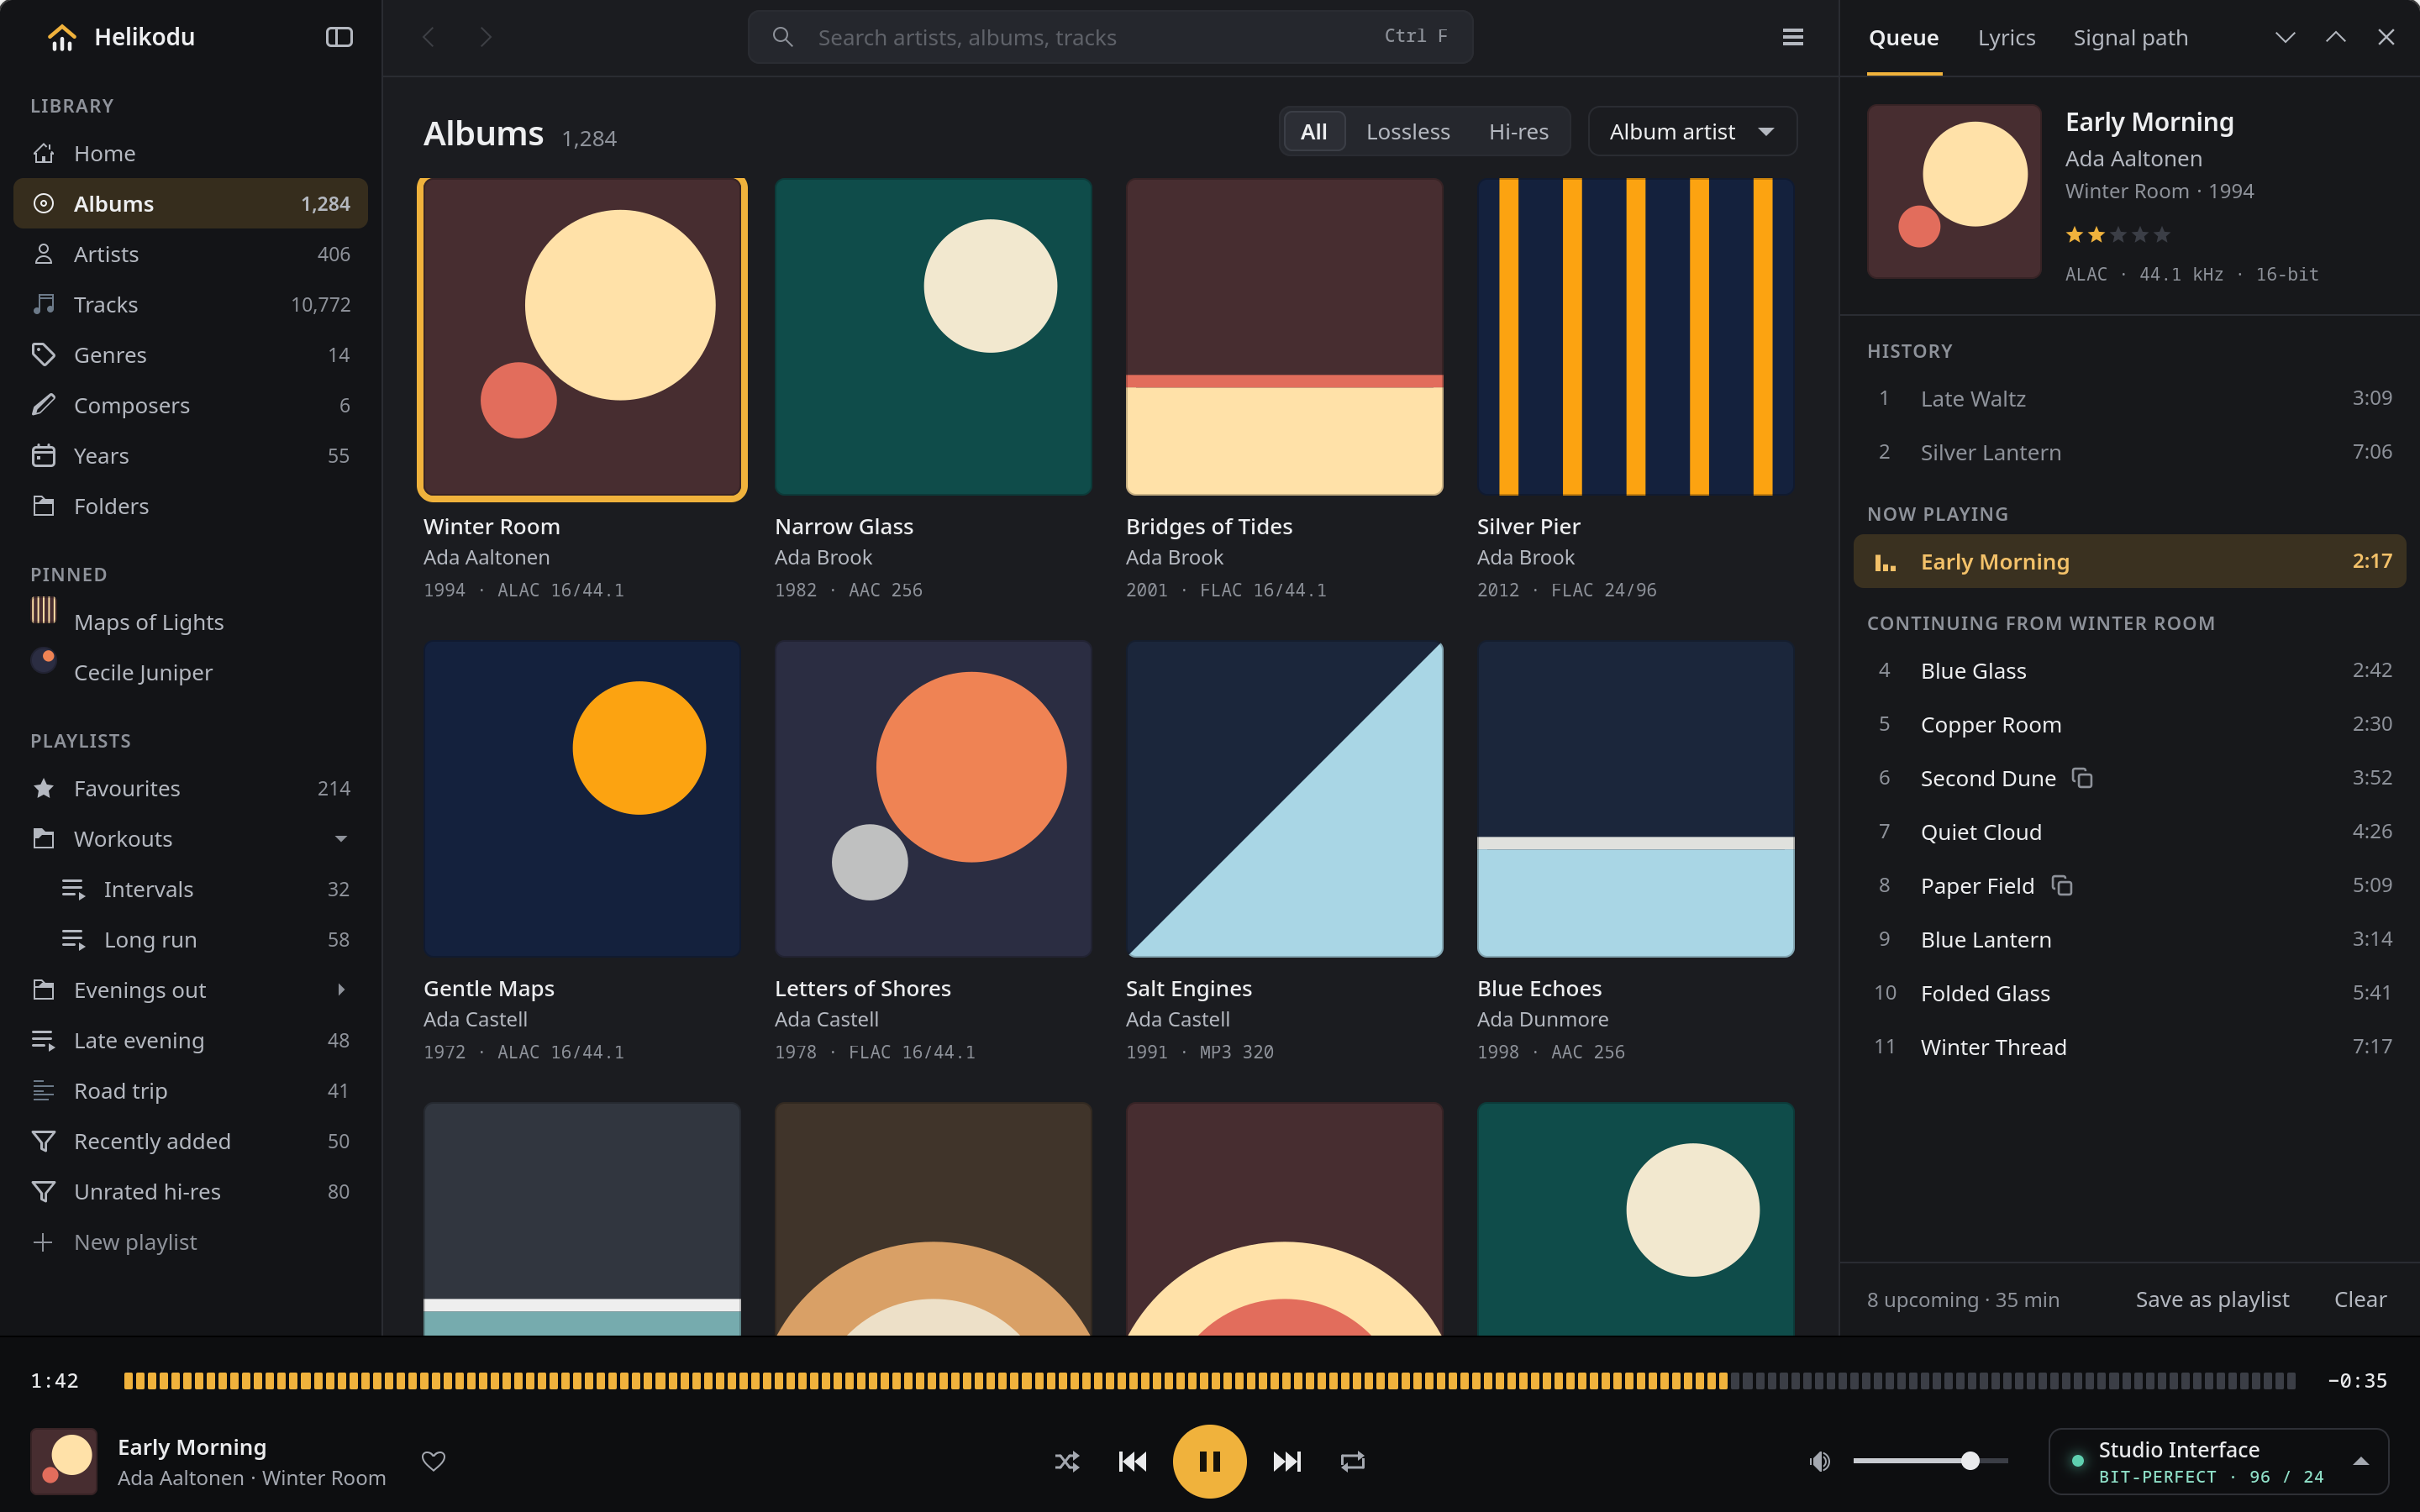 Helikodu
LIBRARY
Home
Albums 1,284
Artists 406
Tracks 10,772
Genres 14
Composers 6
Years 55
Folders
PINNED
Maps of Lights
Cecile Juniper
PLAYLISTS
Favourites 214
Workouts
Intervals 32
Long run 58
Evenings out
Late evening 48
Road trip 41
Recently added 50
Unrated hi-res 80
New playlist
Search artists, albums, tracks Ctrl F
Albums 1,284
All Lossless Hi-res Album artist
Winter Room
Ada Aaltonen
1994 · ALAC 16/44.1
Narrow Glass
Ada Brook
1982 · AAC 256
Bridges of Tides
Ada Brook
2001 · FLAC 16/44.1
Silver Pier
Ada Brook
2012 · FLAC 24/96
Gentle Maps
Ada Castell
1972 · ALAC 16/44.1
Letters of Shores
Ada Castell
1978 · FLAC 16/44.1
Salt Engines
Ada Castell
1991 · MP3 320
Blue Echoes
Ada Dunmore
1998 · AAC 256
Queue Lyrics Signal path
Early Morning
Ada Aaltonen
Winter Room · 1994
ALAC · 44.1 kHz · 16-bit
HISTORY
1 Late Waltz 3:09
2 Silver Lantern 7:06
NOW PLAYING
Early Morning 2:17
CONTINUING FROM WINTER ROOM
4 Blue Glass 2:42
5 Copper Room 2:30
6 Second Dune 3:52
7 Quiet Cloud 4:26
8 Paper Field 5:09
9 Blue Lantern 3:14
10 Folded Glass 5:41
11 Winter Thread 7:17
8 upcoming · 35 min Save as playlist Clear
1:42 −0:35
Early Morning
Ada Aaltonen · Winter Room
Studio Interface
BIT-PERFECT · 96 / 24